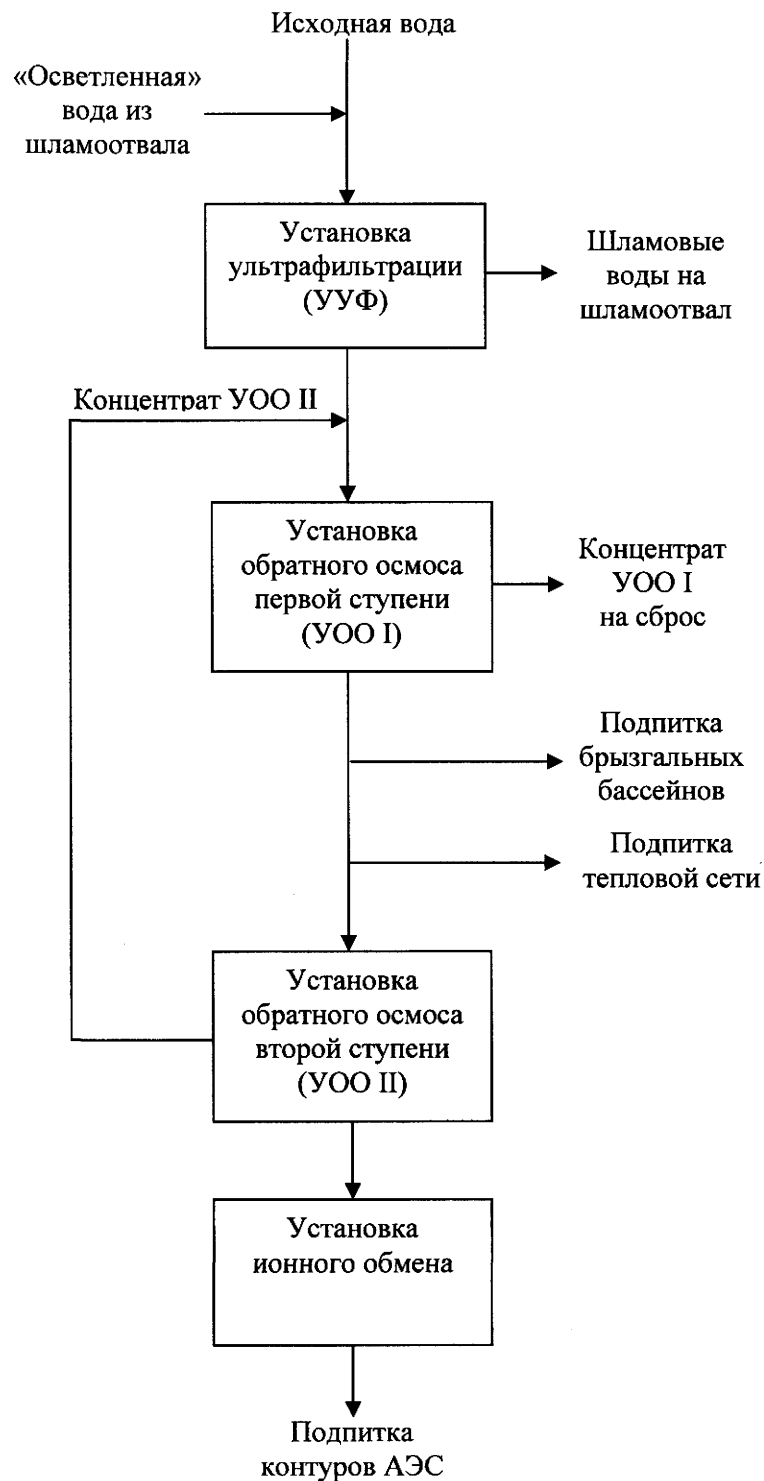 Исходная вода
«Осветленная»
вода из
шламоотвала
Установка
ультрафильтрации
(УУФ)
Шламовые
воды на
шламоотвал
Концентрат УОО II
Установка
обратного осмоса
первой ступени
(УОО I)
Концентрат
УОО I
на сброс
Подпитка
брызгальных
бассейнов
Подпитка
тепловой сети
Установка
обратного осмоса
второй ступени
(УОО II)
Установка
ионного обмена
Подпитка
контуров АЭС